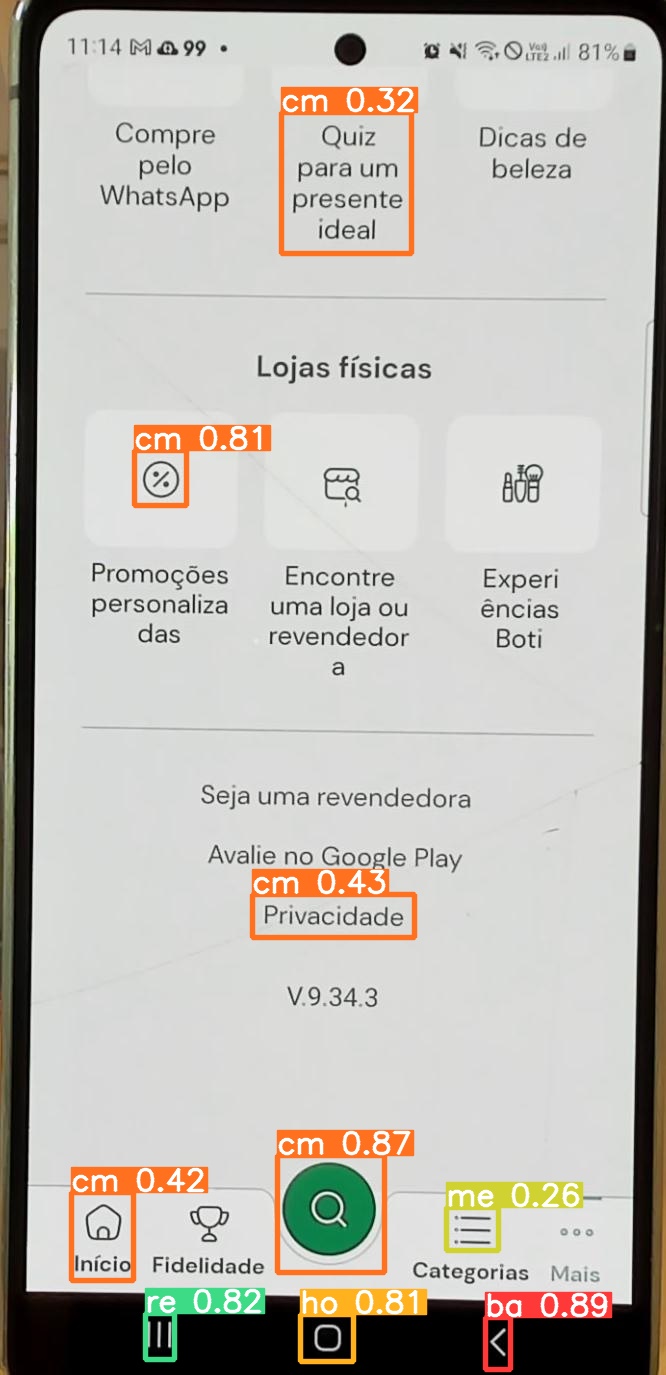 11:14 99 • Vo) LTE2 81%
cm 0.32
Compre pelo WhatsApp
Quiz para um presente ideal
Dicas de beleza
Lojas físicas
cm 0.81
Promoções personaliza das
Encontre uma loja ou revendedor a
Experi ências Boti
Seja uma revendedora
Avalie no Google Play
cm 0.43
Privacidade
V.9.34.3
cm 0.87
cm 0.42
me 0.26
Início Fidelidade Categorias Mais
re 0.82 ho 0.81 ba 0.89